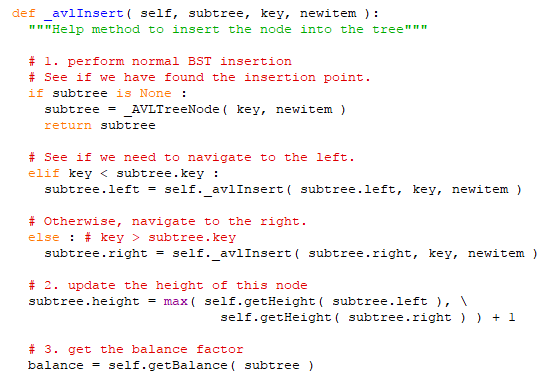 def _avlInsert( self, subtree, key, newitem ):
"""Help method to insert the node into the tree"""
# 1. perform normal BST insertion
# See if we have found the insertion point.
if subtree is None :
subtree = _AVLTreeNode( key, newitem )
return subtree
# See if we need to navigate to the left.
elif key < subtree.key :
subtree.left = self._avlInsert( subtree.left, key, newitem )
# Otherwise, navigate to the right.
else : # key > subtree.key
subtree.right = self._avlInsert( subtree.right, key, newitem )
# 2. update the height of this node
subtree.height = max( self.getHeight( subtree.left ), \
self.getHeight( subtree.right ) ) + 1
# 3. get the balance factor
balance = self.getBalance( subtree )